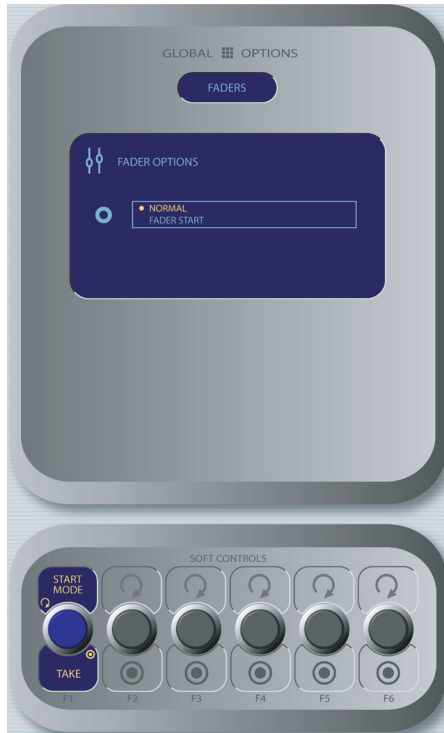 GLOBAL OPTIONS
FADERS
FADER OPTIONS
NORMAL
FADER START
SOFT CONTROLS
START
MODE
TAKE
F1 F2 F3 F4 F5 F6